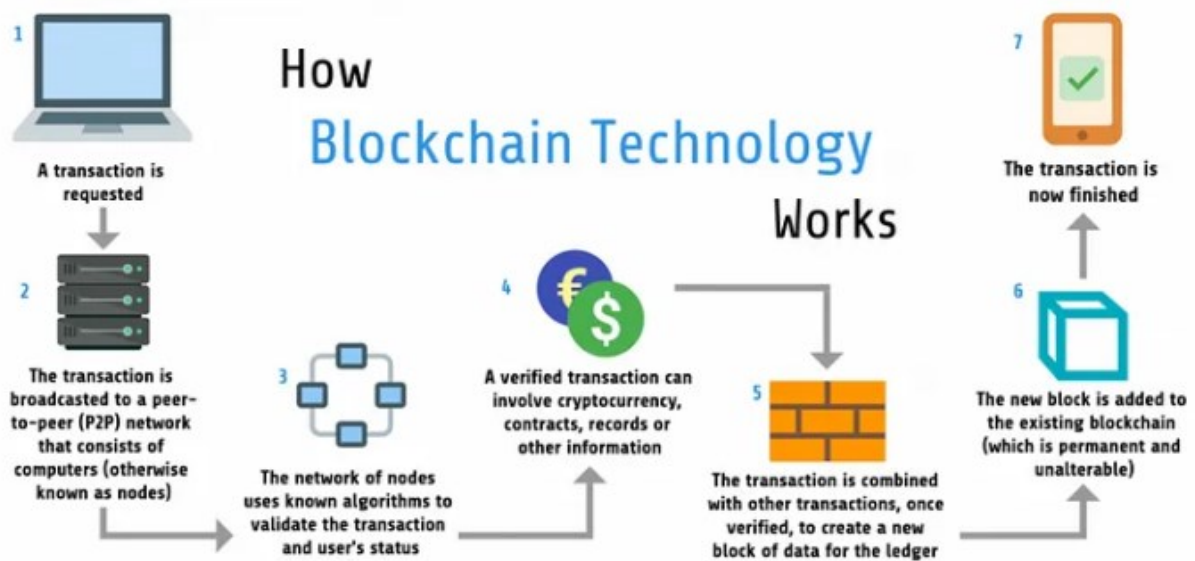 How
Blockchain Technology
Works
1
A transaction is
requested
2
The transaction is
broadcasted to a peer-
to-peer (P2P) network
that consists of
computers (otherwise
known as nodes)
3
The network of nodes
uses known algorithms to
validate the transaction
and user's status
4
€
$
A verified transaction can
involve cryptocurrency,
contracts, records or
other information
5
The transaction is combined
with other transactions, once
verified, to create a new
block of data for the ledger
6
The new block is added to
the existing blockchain
(which is permanent and
unalterable)
7
The transaction is
now finished